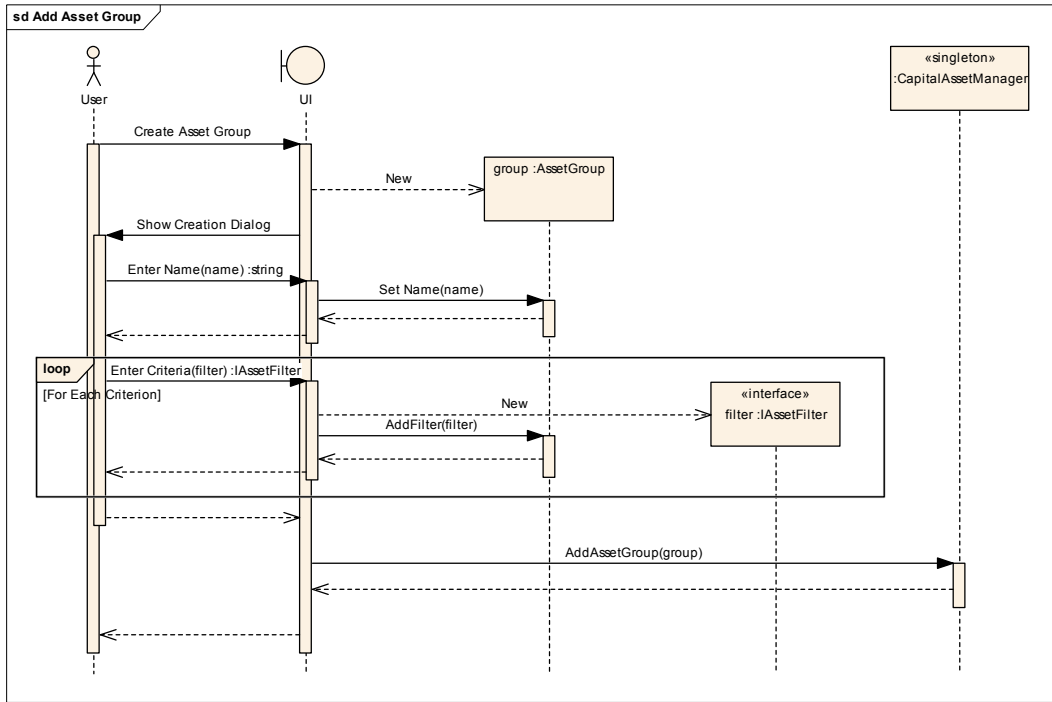 sd Add Asset Group
«singleton»
:CapitalAssetManager
User
UI
Create Asset Group
group :AssetGroup
New
Show Creation Dialog
Enter Name(name) :string
Set Name(name)
loop
Enter Criteria(filter) :IAssetFilter
[For Each Criterion]
«interface»
filter :IAssetFilter
New
AddFilter(filter)
AddAssetGroup(group)